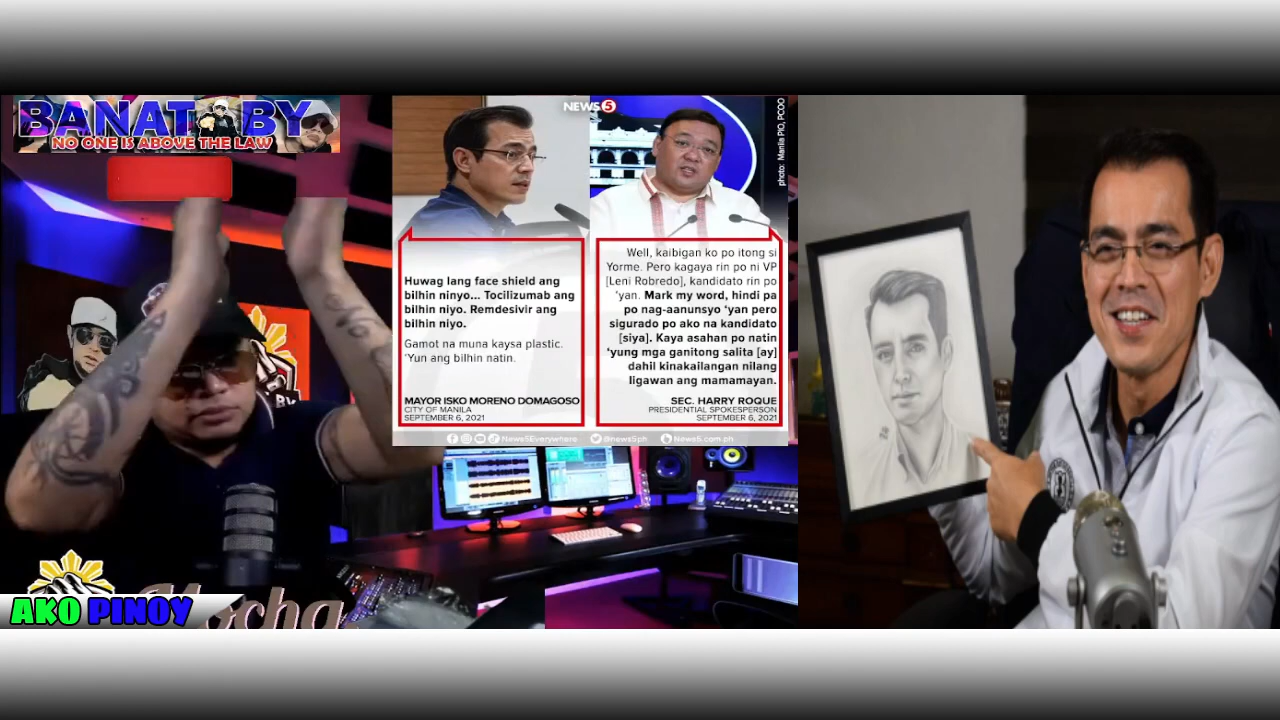 BANAT BY
NO ONE IS ABOVE THE LAW
NEWS5
photo: Manila PIO, PCOO
Huwag lang face shield ang
bilhin ninyo... Tocilizumab ang
bilhin niyo. Remdesivir ang
bilhin niyo.
Gamot na muna kaysa plastic.
'Yun ang bilhin natin.
MAYOR ISKO MORENO DOMAGOSO
CITY OF MANILA
SEPTEMBER 6, 2021
Well, kaibigan ko po itong si
Yorme. Pero kagaya rin po ni VP
[Leni Robredo], kandidato rin po
'yan. Mark my word, hindi pa
po nag-aanunsyo 'yan pero
sigurado po ako na kandidato
[siya]. Kaya asahan po natin
'yung mga ganitong salita [ay]
dahil kinakailangan nilang
ligawan ang mamamayan.
SEC. HARRY ROQUE
PRESIDENTIAL SPOKESPERSON
SEPTEMBER 6, 2021
News5Everywhere @news5ph News5.com.ph
BY
Mocha
AKO PINOY